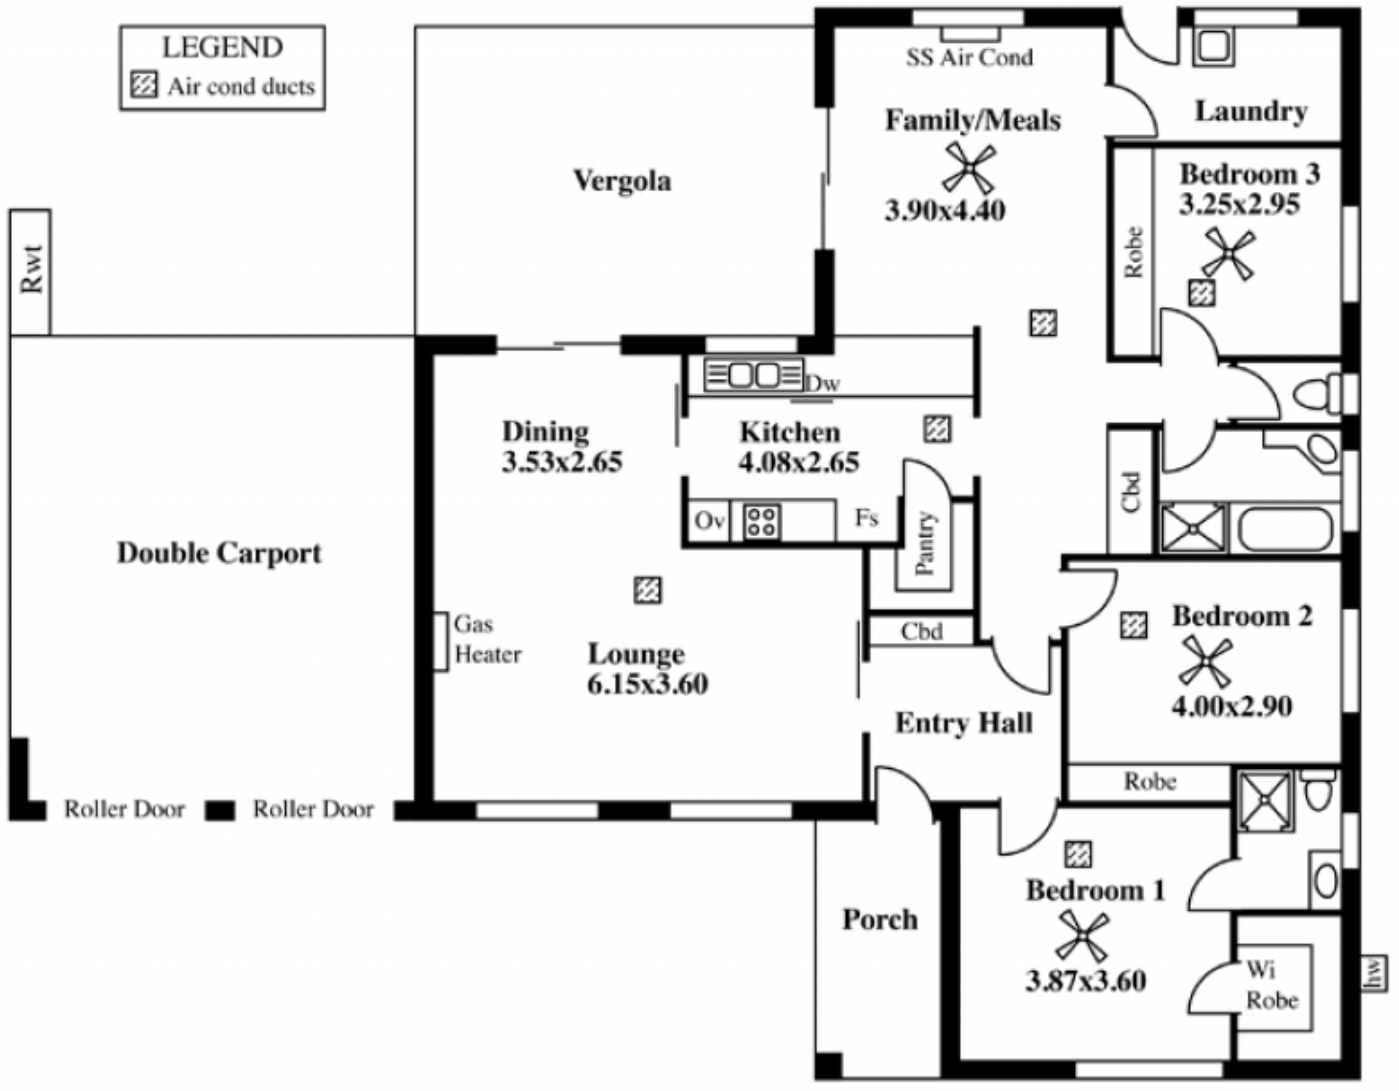 LEGEND
Air cond ducts
SS Air Cond
Family/Meals
3.90x4.40
Laundry
Vergola
Bedroom 3
3.25x2.95
Robe
Rwt
Dw
Dining
3.53x2.65
Kitchen
4.08x2.65
Cbd
Ov
Fs
Pantry
Double Carport
Gas
Heater
Lounge
6.15x3.60
Cbd
Bedroom 2
4.00x2.90
Entry Hall
Robe
Roller Door
Roller Door
Bedroom 1
3.87x3.60
Porch
Wi
Robe
hw